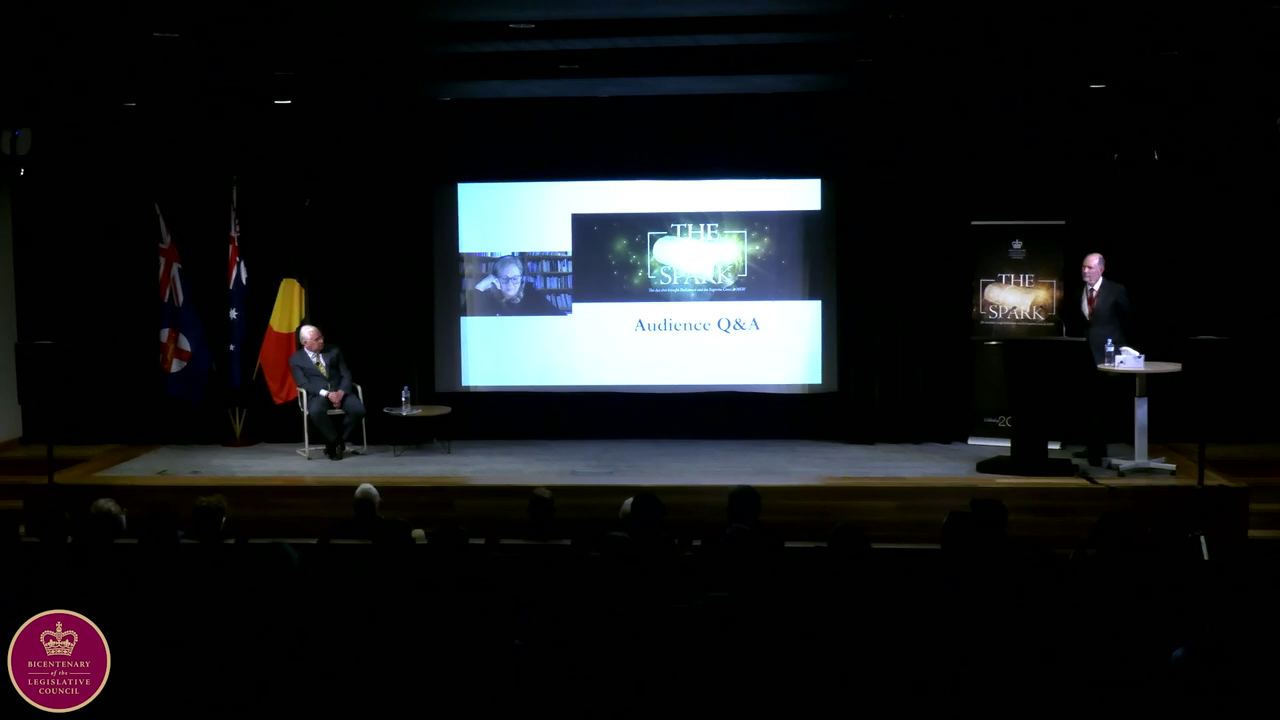 THE
SPARK
Audience Q&A
THE
SPARK
BICENTENARY
of the
LEGISLATIVE
COUNCIL